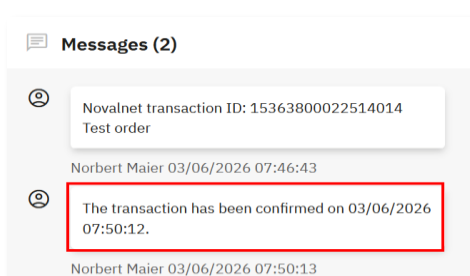 Messages (2)
Novalnet transaction ID: 15363800022514014
Test order
Norbert Maier 03/06/2026 07:46:43
The transaction has been confirmed on 03/06/2026
07:50:12.
Norbert Maier 03/06/2026 07:50:13